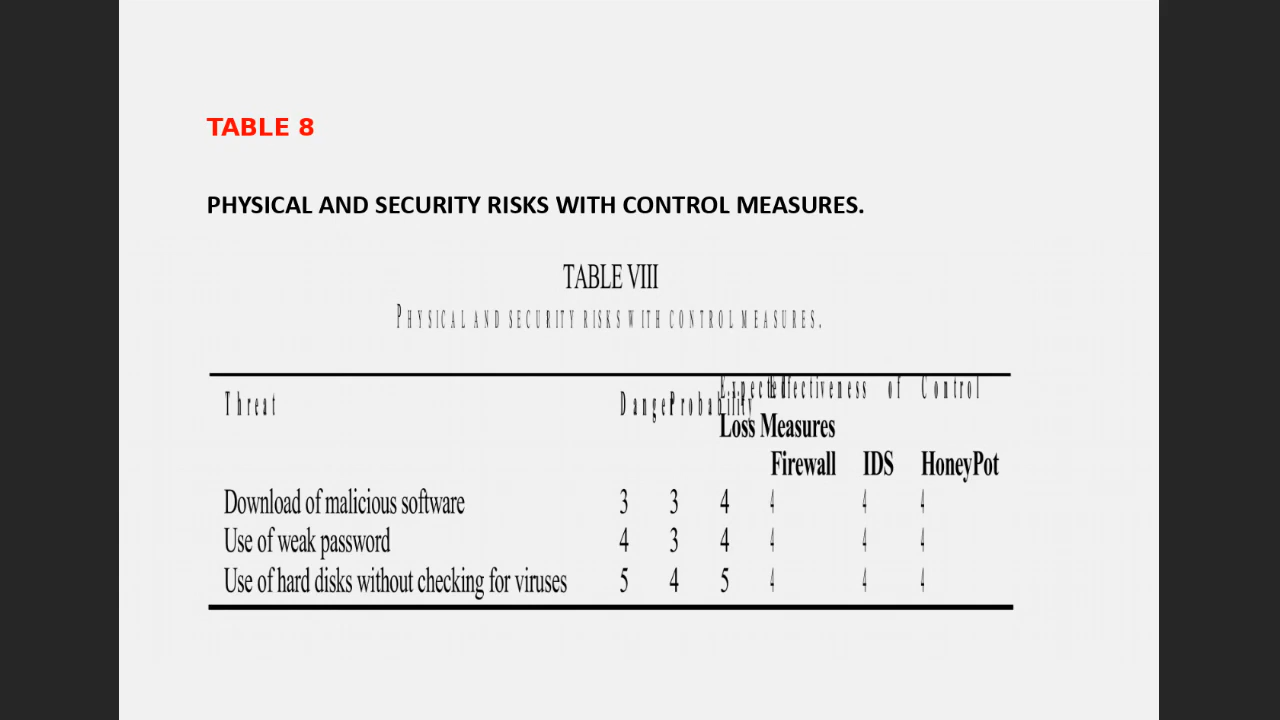 TABLE 8
PHYSICAL AND SECURITY RISKS WITH CONTROL MEASURES.
TABLE VIII
PHYSICAL AND SECURITY RISKS WITH CONTROL MEASURES.
Threat Danger Probability Expected Effectiveness of Control
Loss Measures
Firewall IDS HoneyPot
Download of malicious software 3 3 4 4 4 4
Use of weak password 4 3 4 4 4 4
Use of hard disks without checking for viruses 5 4 5 4 4 4